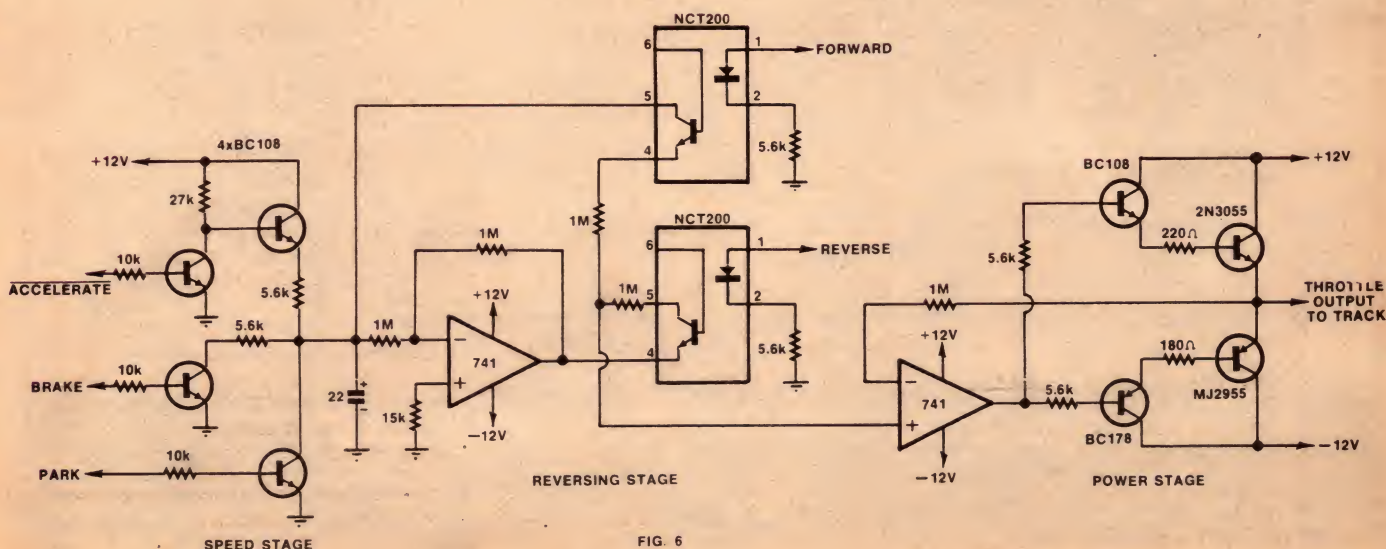 NCT200
6
1
FORWARD
5
2
4
5.6k
4xBC108
+12V
27k
1M
10k
ACCELERATE
5.6k
5.6k
1M
1M
+12V
−
741
+
−12V
15k
22
+
−
10k
BRAKE
10k
PARK
NCT200
6
1
REVERSE
1M
5
2
4
5.6k
BC108
+12V
2N3055
220Ω
5.6k
1M
THROTTLE
OUTPUT
TO TRACK
+12V
−
741
+
−12V
5.6k
180Ω
MJ2955
BC178
−12V
SPEED STAGE
REVERSING STAGE
POWER STAGE
FIG. 6